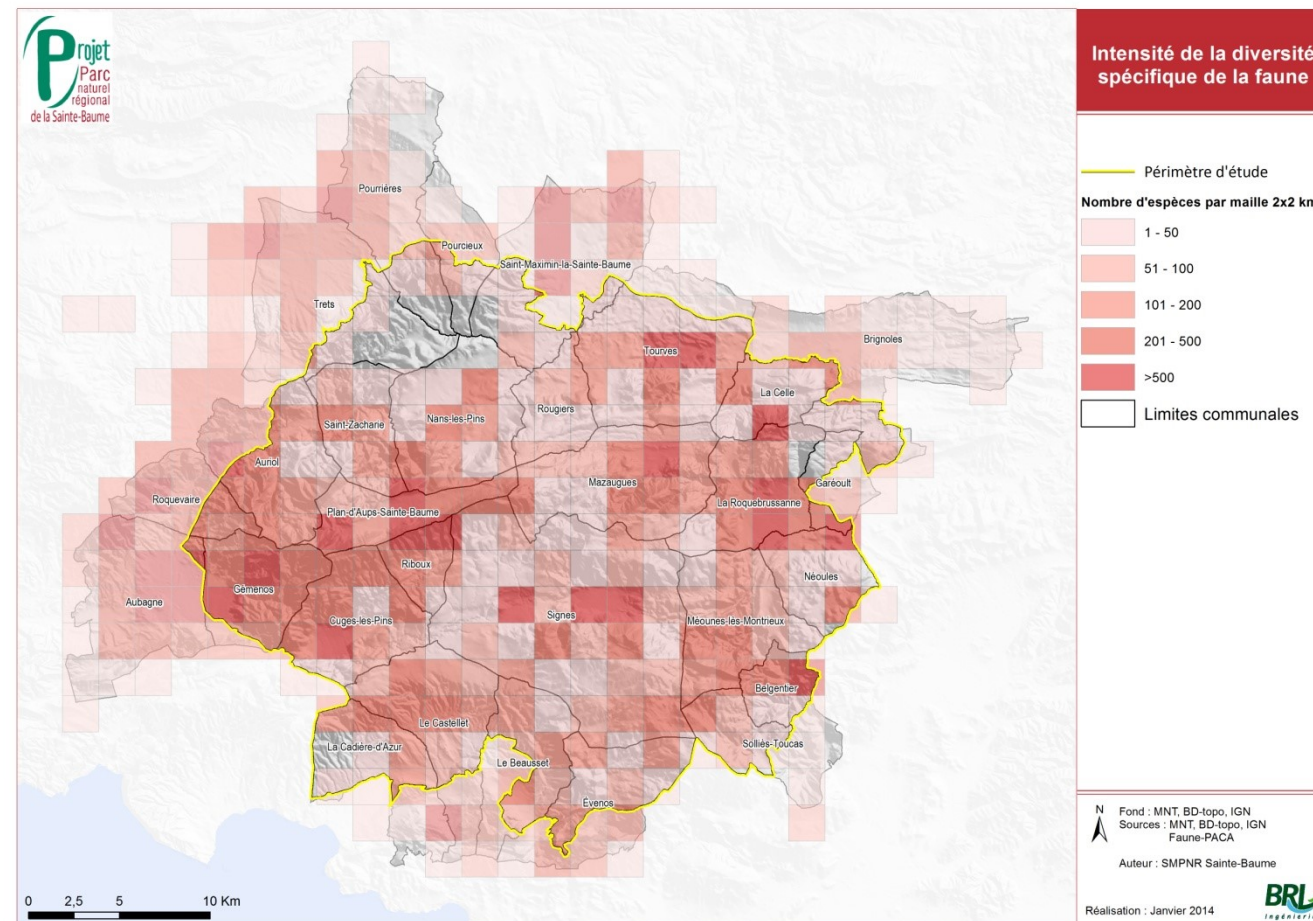 Projet
Parc
naturel
régional
de la Sainte-Baume
Intensité de la diversité
spécifique de la faune
Périmètre d'étude
Nombre d'espèces par maille 2x2 km
1 - 50
51 - 100
101 - 200
201 - 500
>500
Limites communales
Pourrières
Pourcieux
Saint-Maximin-la-Sainte-Baume
Trets
Brignoles
Tourves
La Celle
Saint-Zacharie
Nans-les-Pins
Rougiers
Auriol
Mazaugues
Garéoult
Roquevaire
Plan-d'Aups-Sainte-Baume
La Roquebrussanne
Riboux
Néoules
Gémenos
Aubagne
Signes
Cuges-les-Pins
Méounes-lès-Montrieux
Belgentier
Le Castellet
La Cadière-d'Azur
Solliès-Toucas
Le Beausset
Évenos
0 2,5 5 10 Km
N
Fond : MNT, BD-topo, IGN
Sources : MNT, BD-topo, IGN
Faune-PACA
Auteur : SMPNR Sainte-Baume
Réalisation : Janvier 2014
BRL
Ingénierie